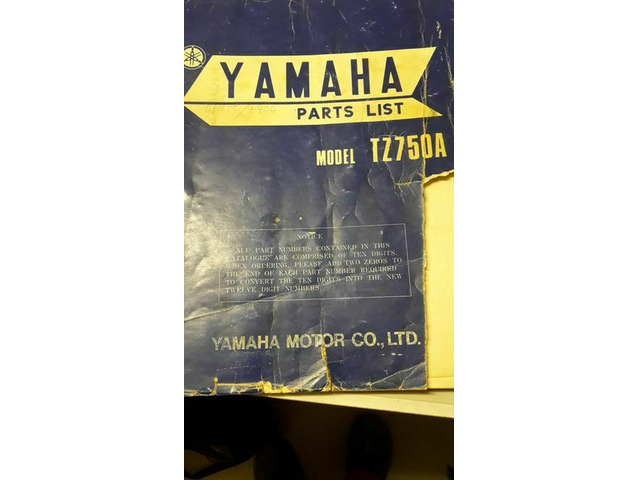 YAMAHA
PARTS LIST
MODEL TZ750A
NOTICE
ALL PART NUMBERS CONTAINED IN THIS
CATALOGUE ARE COMPRISED OF TEN DIGITS.
WHEN ORDERING, PLEASE ADD TWO ZEROS TO
THE END OF EACH PART NUMBER REQUIRED
TO CONVERT THE TEN DIGITS INTO THE NEW
TWELVE DIGIT NUMBERS
YAMAHA MOTOR CO., LTD.